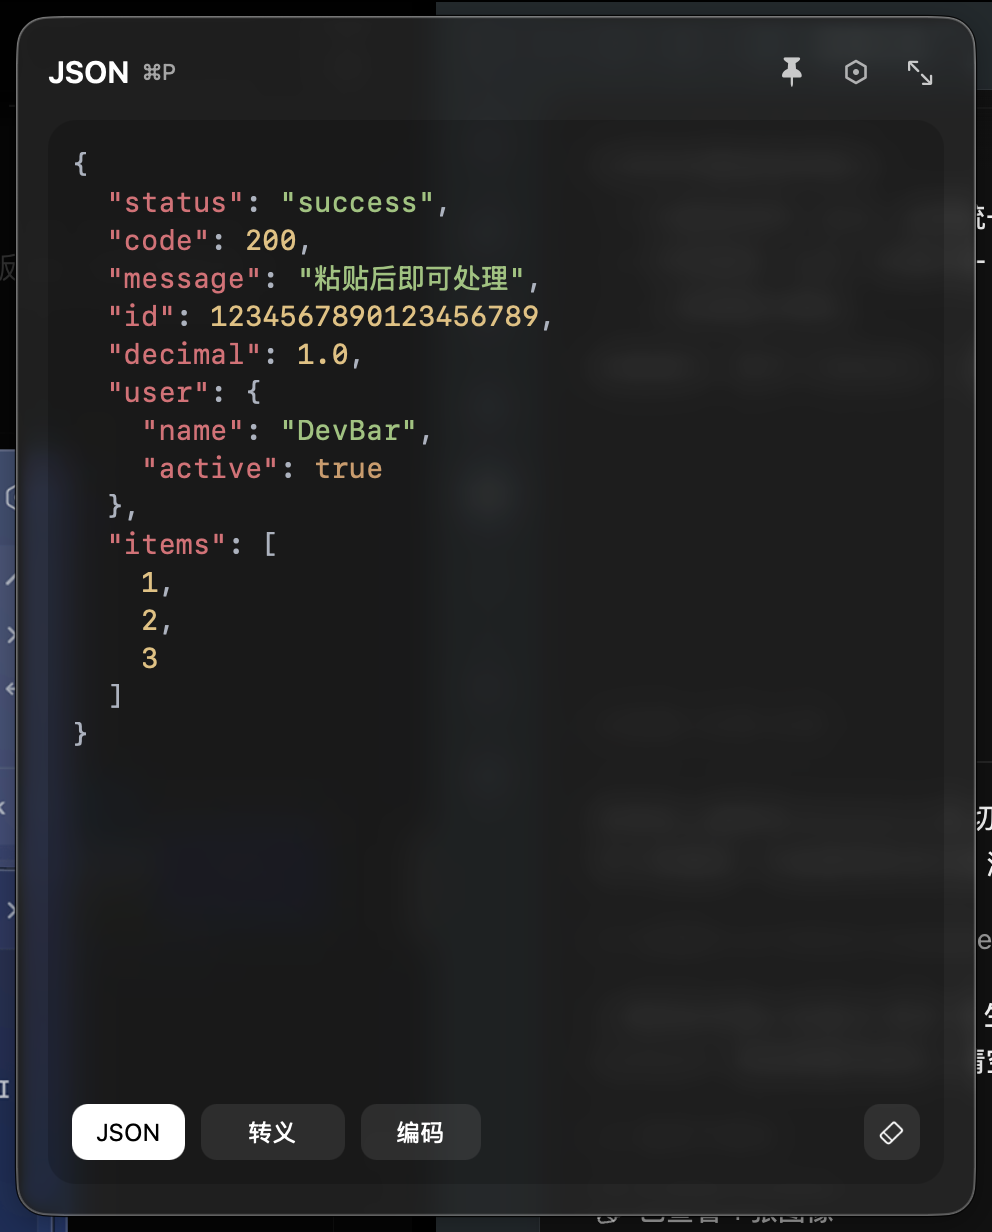 JSON ⌘P
{
  "status": "success",
  "code": 200,
  "message": "粘贴后即可处理",
  "id": 1234567890123456789,
  "decimal": 1.0,
  "user": {
    "name": "DevBar",
    "active": true
  },
  "items": [
    1,
    2,
    3
  ]
}
JSON 转义 编码